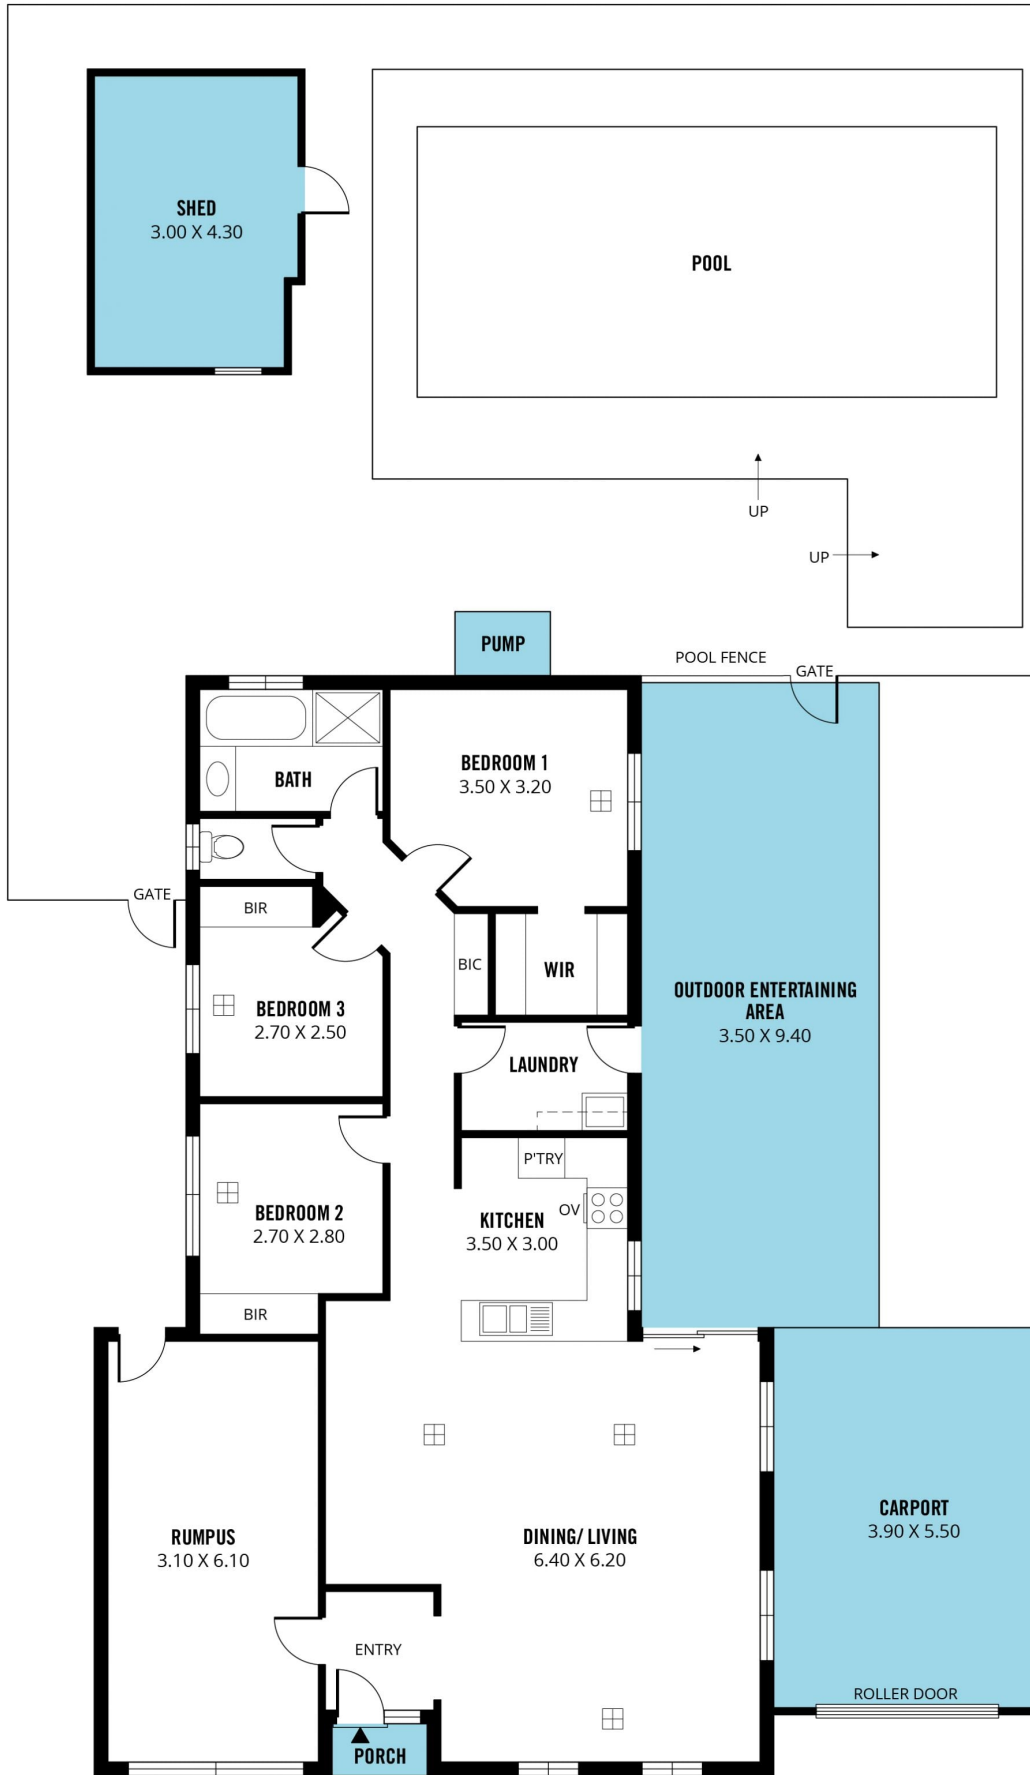 SHED
3.00 X 4.30
POOL
UP
UP
PUMP
POOL FENCE
GATE
BEDROOM 1
3.50 X 3.20
BATH
GATE
BIR
BIC
WIR
BEDROOM 3
2.70 X 2.50
OUTDOOR ENTERTAINING
AREA
3.50 X 9.40
LAUNDRY
P'TRY
OV
KITCHEN
3.50 X 3.00
BEDROOM 2
2.70 X 2.80
BIR
RUMPUS
3.10 X 6.10
DINING/ LIVING
6.40 X 6.20
CARPORT
3.90 X 5.50
ENTRY
ROLLER DOOR
PORCH